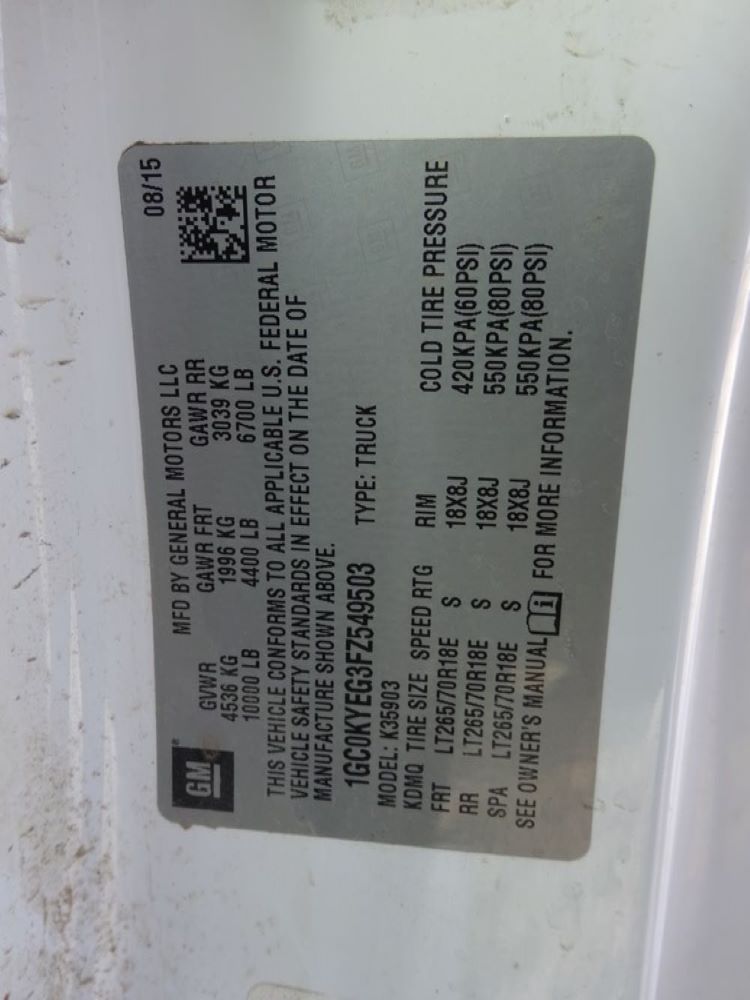 08/15
GM
MFD BY GENERAL MOTORS LLC
GVWR GAWR FRT GAWR RR
4536 KG 1996 KG 3039 KG
10000 LB 4400 LB 6700 LB
THIS VEHICLE CONFORMS TO ALL APPLICABLE U.S. FEDERAL MOTOR
VEHICLE SAFETY STANDARDS IN EFFECT ON THE DATE OF
MANUFACTURE SHOWN ABOVE.
1GC0KYEG3FZ549503 TYPE: TRUCK
MODEL: K35903
KDMQ TIRE SIZE SPEED RTG RIM COLD TIRE PRESSURE
FRT LT265/70R18E S 18X8J 420KPA(60PSI)
RR LT265/70R18E S 18X8J 550KPA(80PSI)
SPA LT265/70R18E S 18X8J 550KPA(80PSI)
SEE OWNER'S MANUAL i FOR MORE INFORMATION.